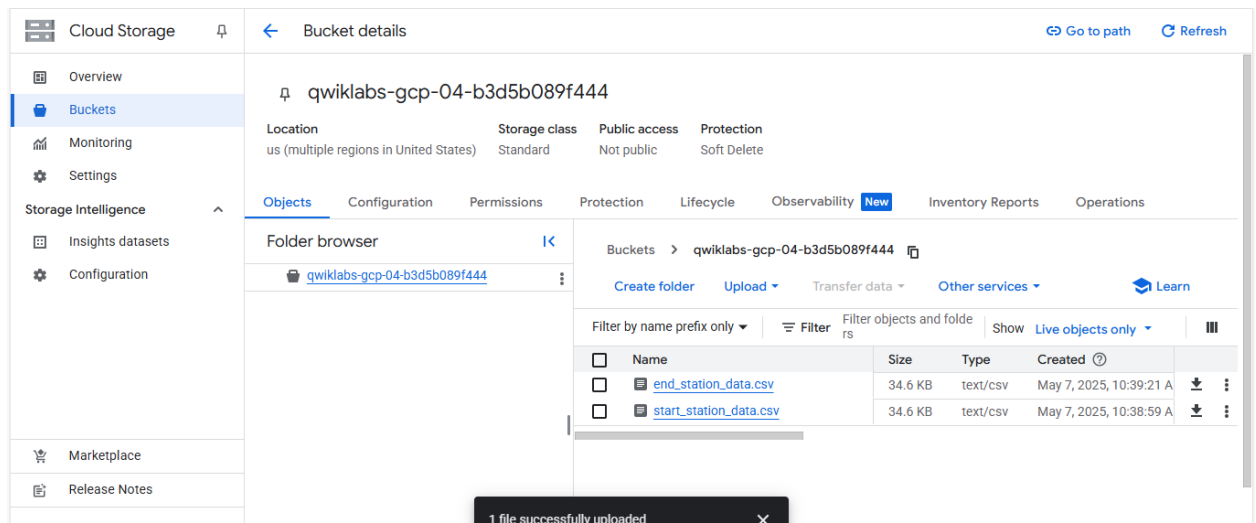 Cloud Storage
Bucket details
Go to path
Refresh
Overview
Buckets
Monitoring
Settings
Storage Intelligence
Insights datasets
Configuration
Marketplace
Release Notes
qwiklabs-gcp-04-b3d5b089f444
Location Storage class Public access Protection
us (multiple regions in United States) Standard Not public Soft Delete
Objects Configuration Permissions Protection Lifecycle Observability New Inventory Reports Operations
Folder browser
qwiklabs-gcp-04-b3d5b089f444
Buckets > qwiklabs-gcp-04-b3d5b089f444
Create folder Upload Transfer data Other services Learn
Filter by name prefix only Filter Filter objects and folde
rs
Show Live objects only
Name Size Type Created
end_station_data.csv 34.6 KB text/csv May 7, 2025, 10:39:21 A
start_station_data.csv 34.6 KB text/csv May 7, 2025, 10:38:59 A
1 file successfully uploaded